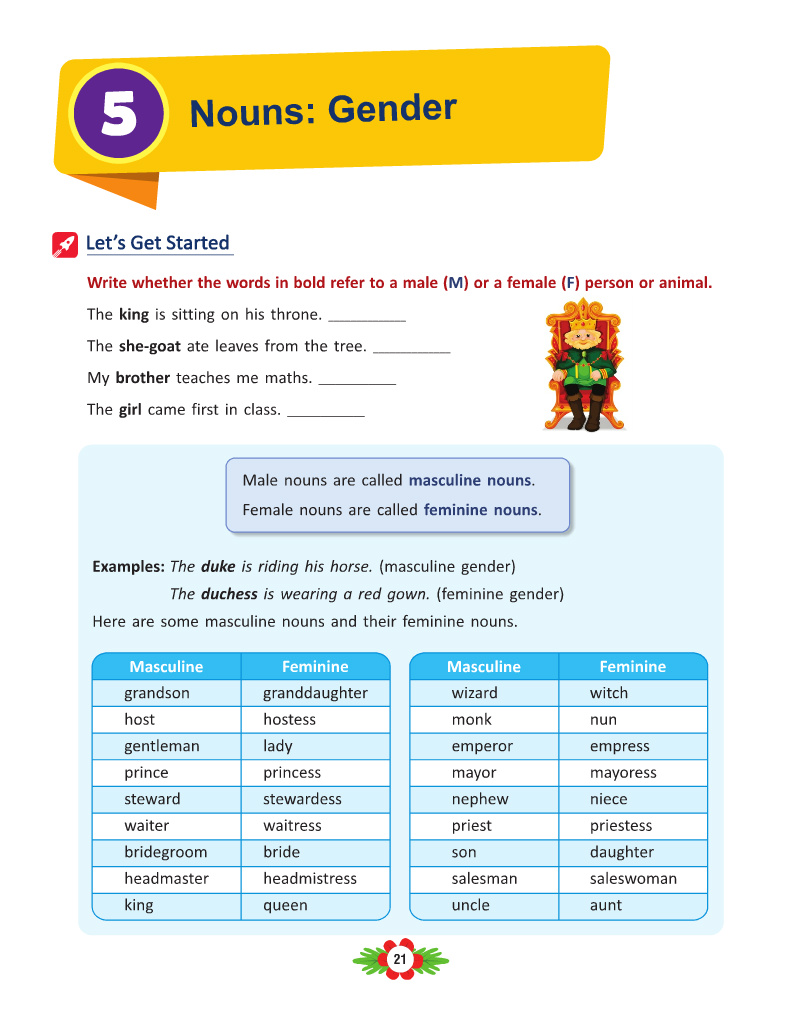 5
Nouns: Gender
Let's Get Started
Write whether the words in bold refer to a male (M) or a female (F) person or animal.
The king is sitting on his throne. __________
The she-goat ate leaves from the tree. __________
My brother teaches me maths. __________
The girl came first in class. __________
Male nouns are called masculine nouns.
Female nouns are called feminine nouns.
Examples: The duke is riding his horse. (masculine gender)
The duchess is wearing a red gown. (feminine gender)
Here are some masculine nouns and their feminine nouns.
Masculine Feminine
grandson granddaughter
host hostess
gentleman lady
prince princess
steward stewardess
waiter waitress
bridegroom bride
headmaster headmistress
king queen
Masculine Feminine
wizard witch
monk nun
emperor empress
mayor mayoress
nephew niece
priest priestess
son daughter
salesman saleswoman
uncle aunt
21